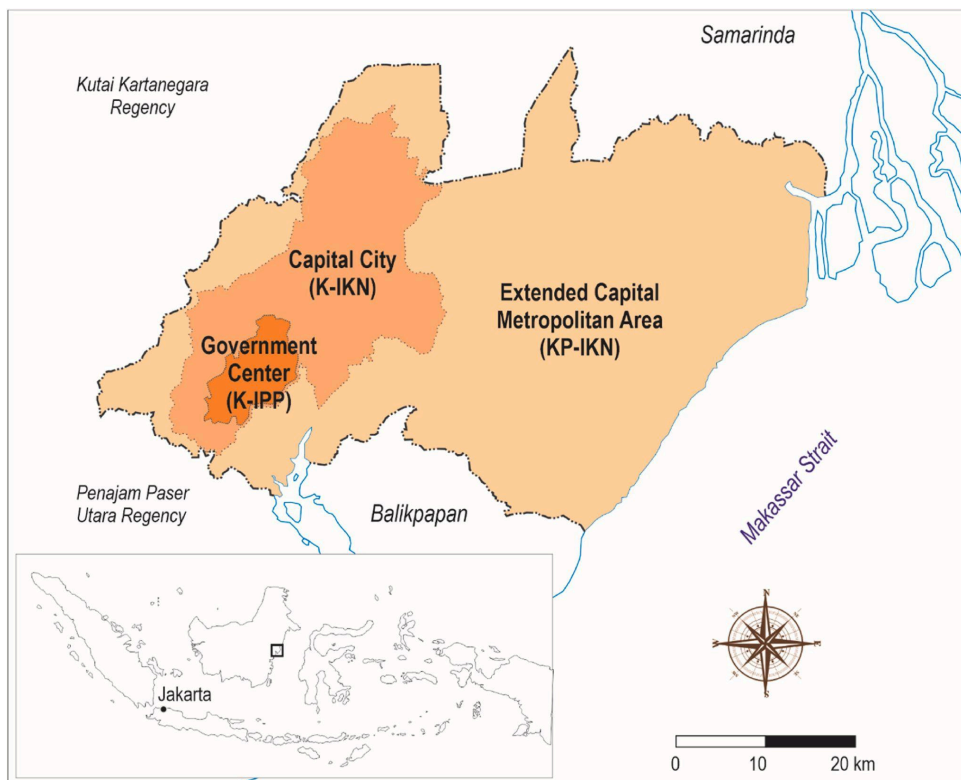 Samarinda
Kutai Kartanegara
Regency
Capital City
(K-IKN)
Extended Capital
Metropolitan Area
(KP-IKN)
Government
Center
(K-IPP)
Penajam Paser
Utara Regency
Balikpapan
Makassar Strait
Jakarta
N
W
E
S
0
10
20 km